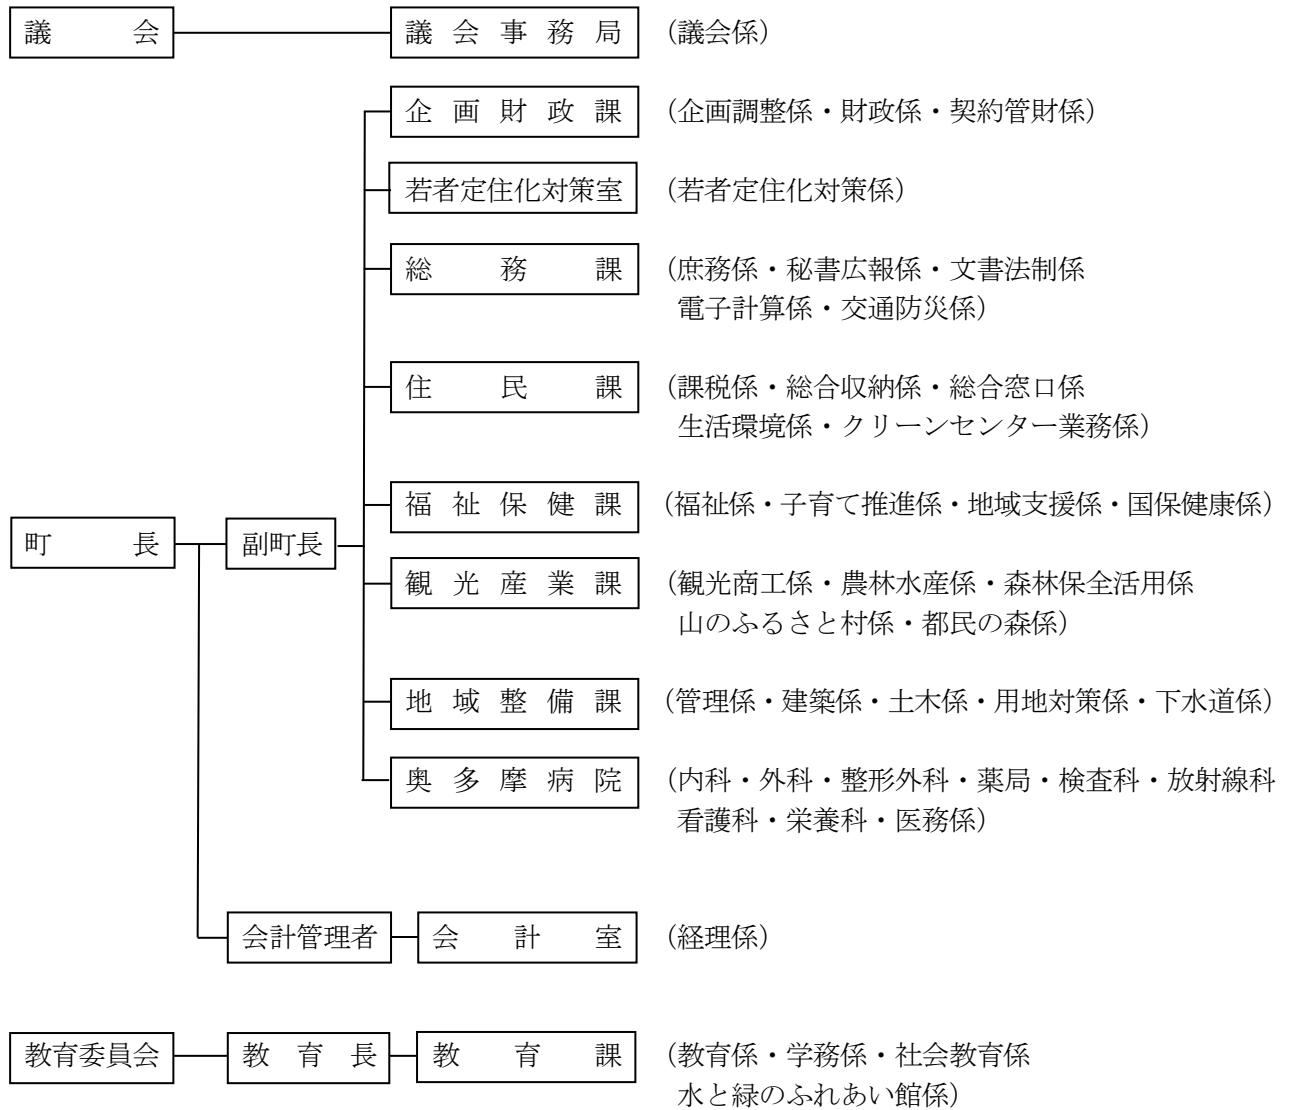 議会 議会事務局 (議会係)
企画財政課 (企画調整係・財政係・契約管財係)
若者定住化対策室 (若者定住化対策係)
総務課 (庶務係・秘書広報係・文書法制係
電子計算係・交通防災係)
住民課 (課税係・総合収納係・総合窓口係
生活環境係・クリーンセンター業務係)
福祉保健課 (福祉係・子育て推進係・地域支援係・国保健康係)
町長 副町長
観光産業課 (観光商工係・農林水産係・森林保全活用係
山のふるさと村係・都民の森係)
地域整備課 (管理係・建築係・土木係・用地対策係・下水道係)
奥多摩病院 (内科・外科・整形外科・薬局・検査科・放射線科
看護科・栄養科・医務係)
会計管理者 会計室 (経理係)
教育委員会 教育長 教育課 (教育係・学務係・社会教育係
水と緑のふれあい館係)